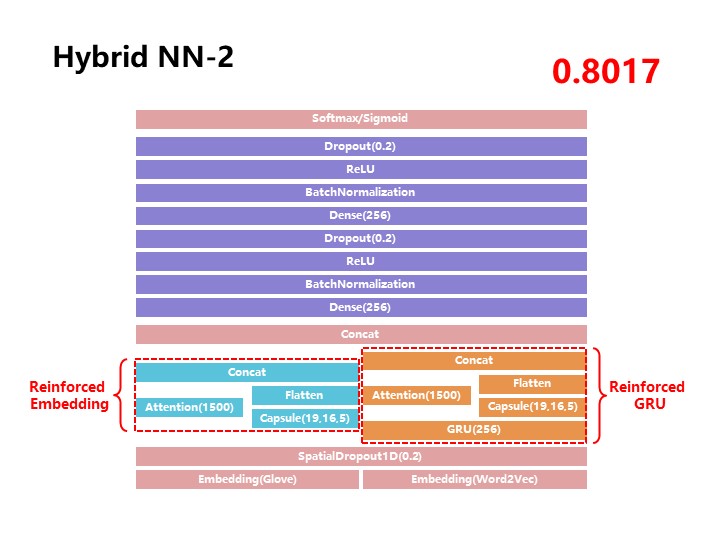 Hybrid NN-2
0.8017
Softmax/Sigmoid
Dropout(0.2)
ReLU
BatchNormalization
Dense(256)
Dropout(0.2)
ReLU
BatchNormalization
Dense(256)
Concat
Reinforced
Embedding
Concat
Attention(1500)
Flatten
Capsule(19,16,5)
Concat
Attention(1500)
Flatten
Capsule(19,16,5)
GRU(256)
Reinforced
GRU
SpatialDropout1D(0.2)
Embedding(Glove)
Embedding(Word2Vec)